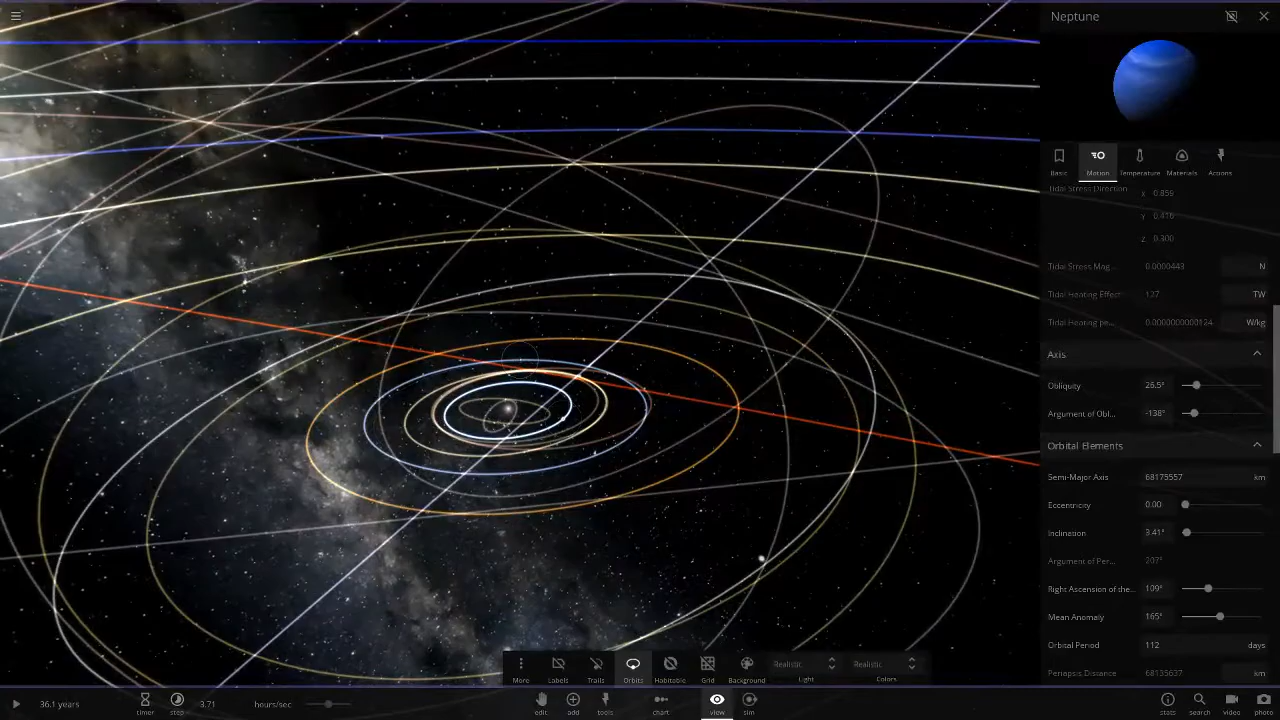 Neptune
Basic
Motion
Temperature
Materials
Actions
Tidal Stress Direction
X 0.859
Y 0.416
Z 0.300
Tidal Stress Mag... 0.0000443 N
Tidal Heating Effect 127 TW
Tidal Heating pe... 0.0000000000124 W/kg
Axis
Obliquity 26.5°
Argument of Obl... -138°
Orbital Elements
Semi-Major Axis 68175557 km
Eccentricity 0.00
Inclination 3.41°
Argument of Per... 207°
Right Ascension of the... 109°
Mean Anomaly 165°
Orbital Period 112 days
Periapsis Distance 68135637 km
More
Labels
Trails
Orbits
Habitable
Grid
Background
Realistic
Light
Realistic
Colors
36.1 years
timer
step
3.71 hours/sec
edit
add
tools
chart
view
sim
stats
search
video
photo